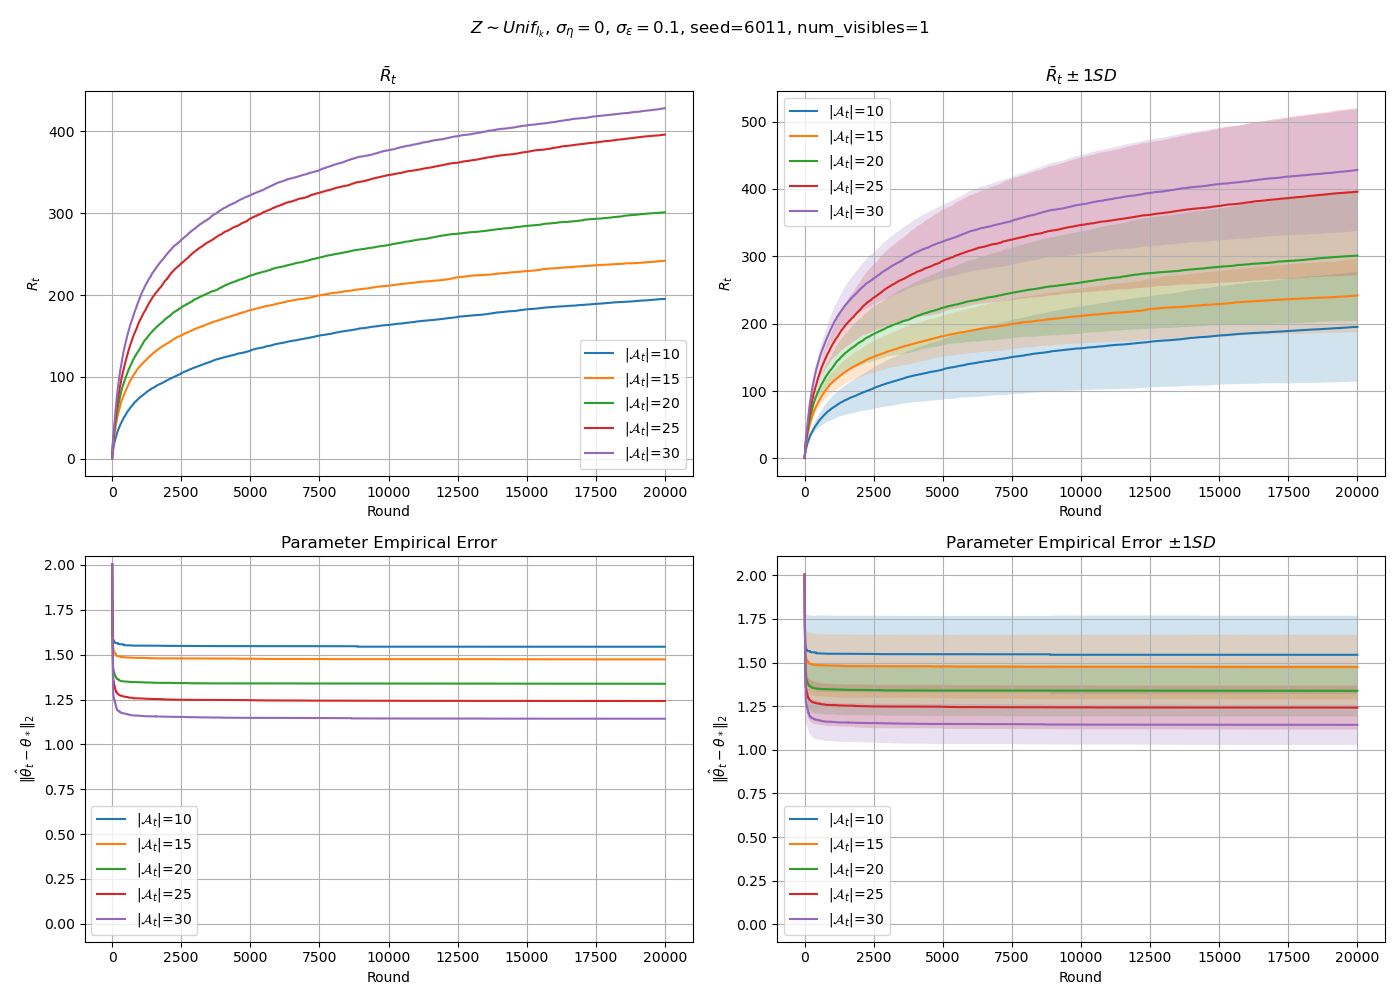 Z ∼ Unif_{I_k}, σ_η = 0, σ_ε = 0.1, seed=6011, num_visibles=1
R̄_t
R_t
400
300
200
100
0
0 2500 5000 7500 10000 12500 15000 17500 20000
Round
|𝒜_t|=10
|𝒜_t|=15
|𝒜_t|=20
|𝒜_t|=25
|𝒜_t|=30
R̄_t ± 1SD
R_t
500
400
300
200
100
0
0 2500 5000 7500 10000 12500 15000 17500 20000
Round
|𝒜_t|=10
|𝒜_t|=15
|𝒜_t|=20
|𝒜_t|=25
|𝒜_t|=30
Parameter Empirical Error
‖θ̂_t − θ_*‖_2
2.00
1.75
1.50
1.25
1.00
0.75
0.50
0.25
0.00
0 2500 5000 7500 10000 12500 15000 17500 20000
Round
|𝒜_t|=10
|𝒜_t|=15
|𝒜_t|=20
|𝒜_t|=25
|𝒜_t|=30
Parameter Empirical Error ±1SD
‖θ̂_t − θ_*‖_2
2.00
1.75
1.50
1.25
1.00
0.75
0.50
0.25
0.00
0 2500 5000 7500 10000 12500 15000 17500 20000
Round
|𝒜_t|=10
|𝒜_t|=15
|𝒜_t|=20
|𝒜_t|=25
|𝒜_t|=30